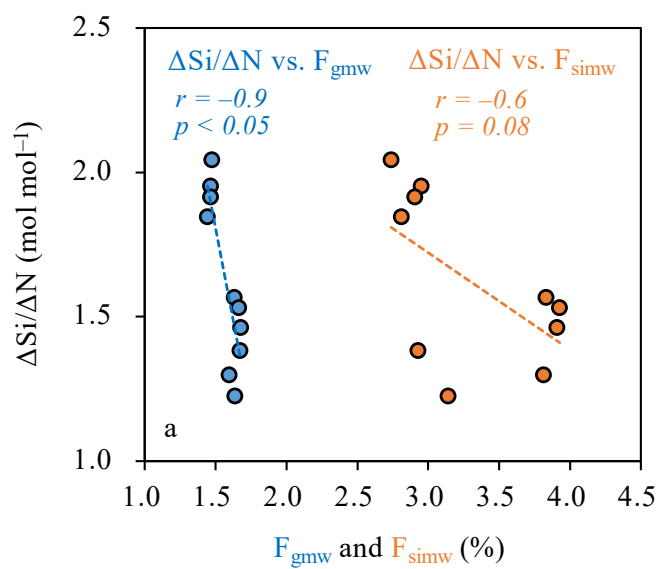 2.5
ΔSi/ΔN vs. Fgmw
r = –0.9
p < 0.05
ΔSi/ΔN vs. Fsimw
r = –0.6
p = 0.08
2.0
1.5
1.0
ΔSi/ΔN (mol mol⁻¹)
a
1.0 1.5 2.0 2.5 3.0 3.5 4.0 4.5
Fgmw and Fsimw (%)